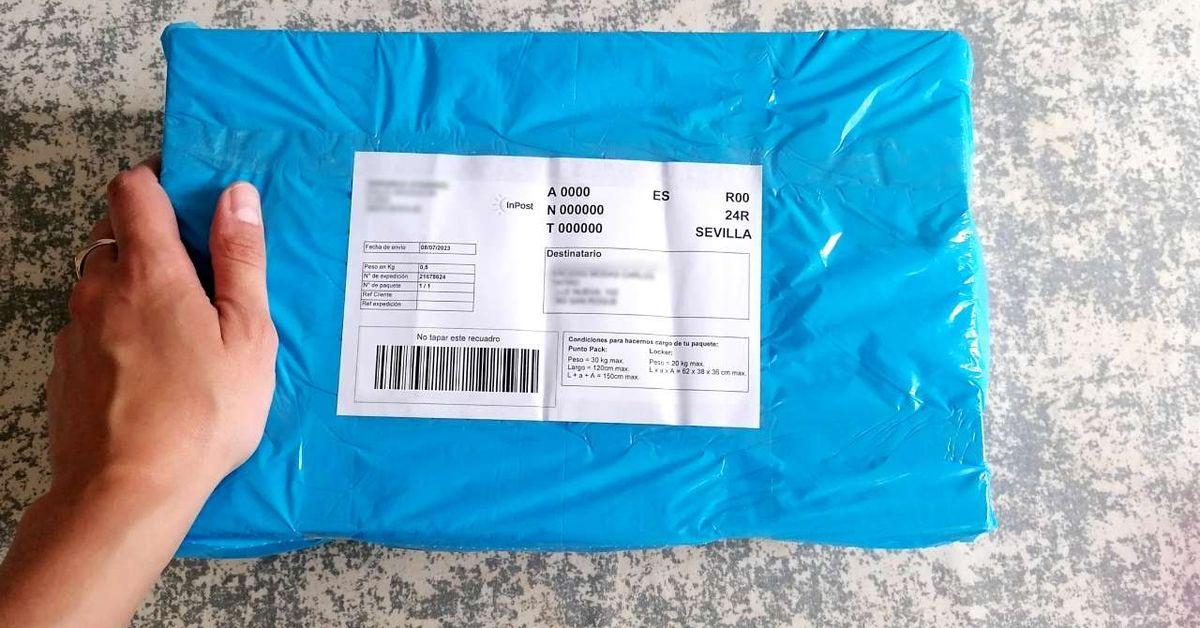 InPost
A 0000 ES R00
N 000000 24R
T 000000 SEVILLA
Fecha de envío 08/07/2023
Peso en Kg 0,5
N° de expedición 21678624
N° de paquete 1 / 1
Ref Cliente
Ref expedición
Destinatario
No tapar este recuadro
Condiciones para hacernos cargo de tu paquete:
Punto Pack:
Peso = 30 kg max.
Largo = 120cm max.
L + a + A = 150cm max.
Locker:
Peso = 20 kg max.
L x a x A = 62 x 38 x 36 cm max.